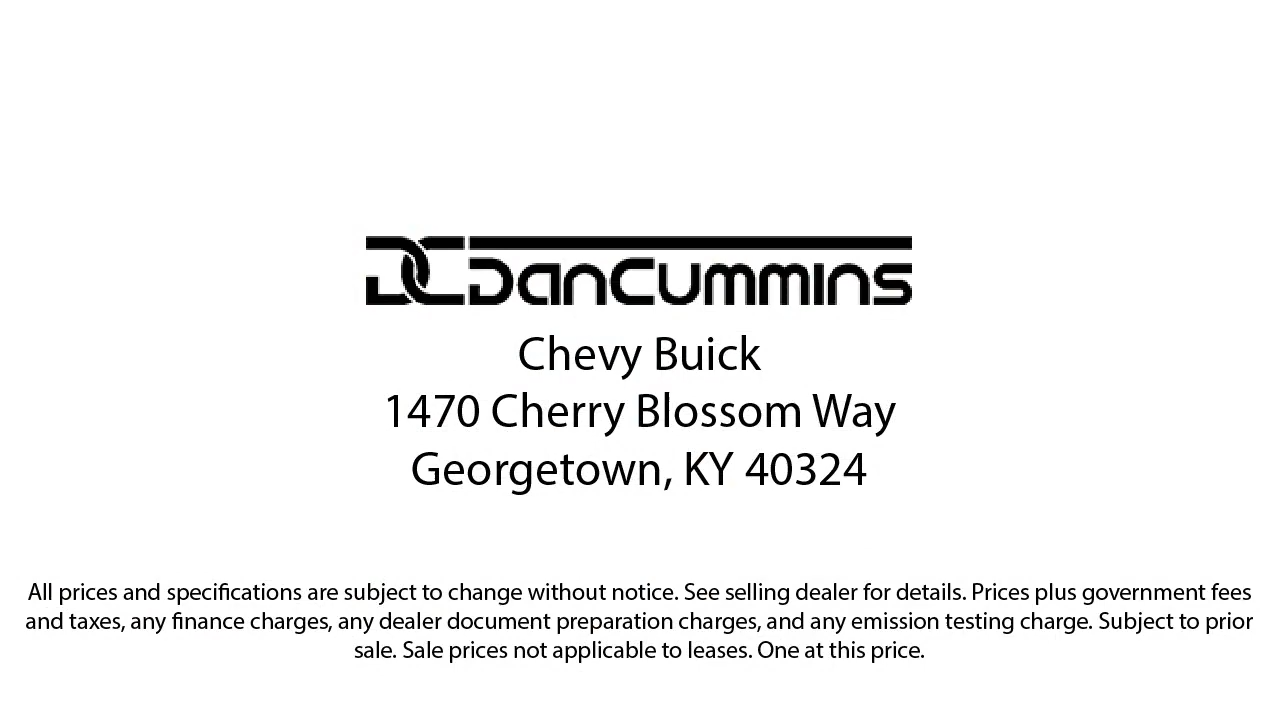 DC DanCummins
Chevy Buick
1470 Cherry Blossom Way
Georgetown, KY 40324
All prices and specifications are subject to change without notice. See selling dealer for details. Prices plus government fees
and taxes, any finance charges, any dealer document preparation charges, and any emission testing charge. Subject to prior
sale. Sale prices not applicable to leases. One at this price.